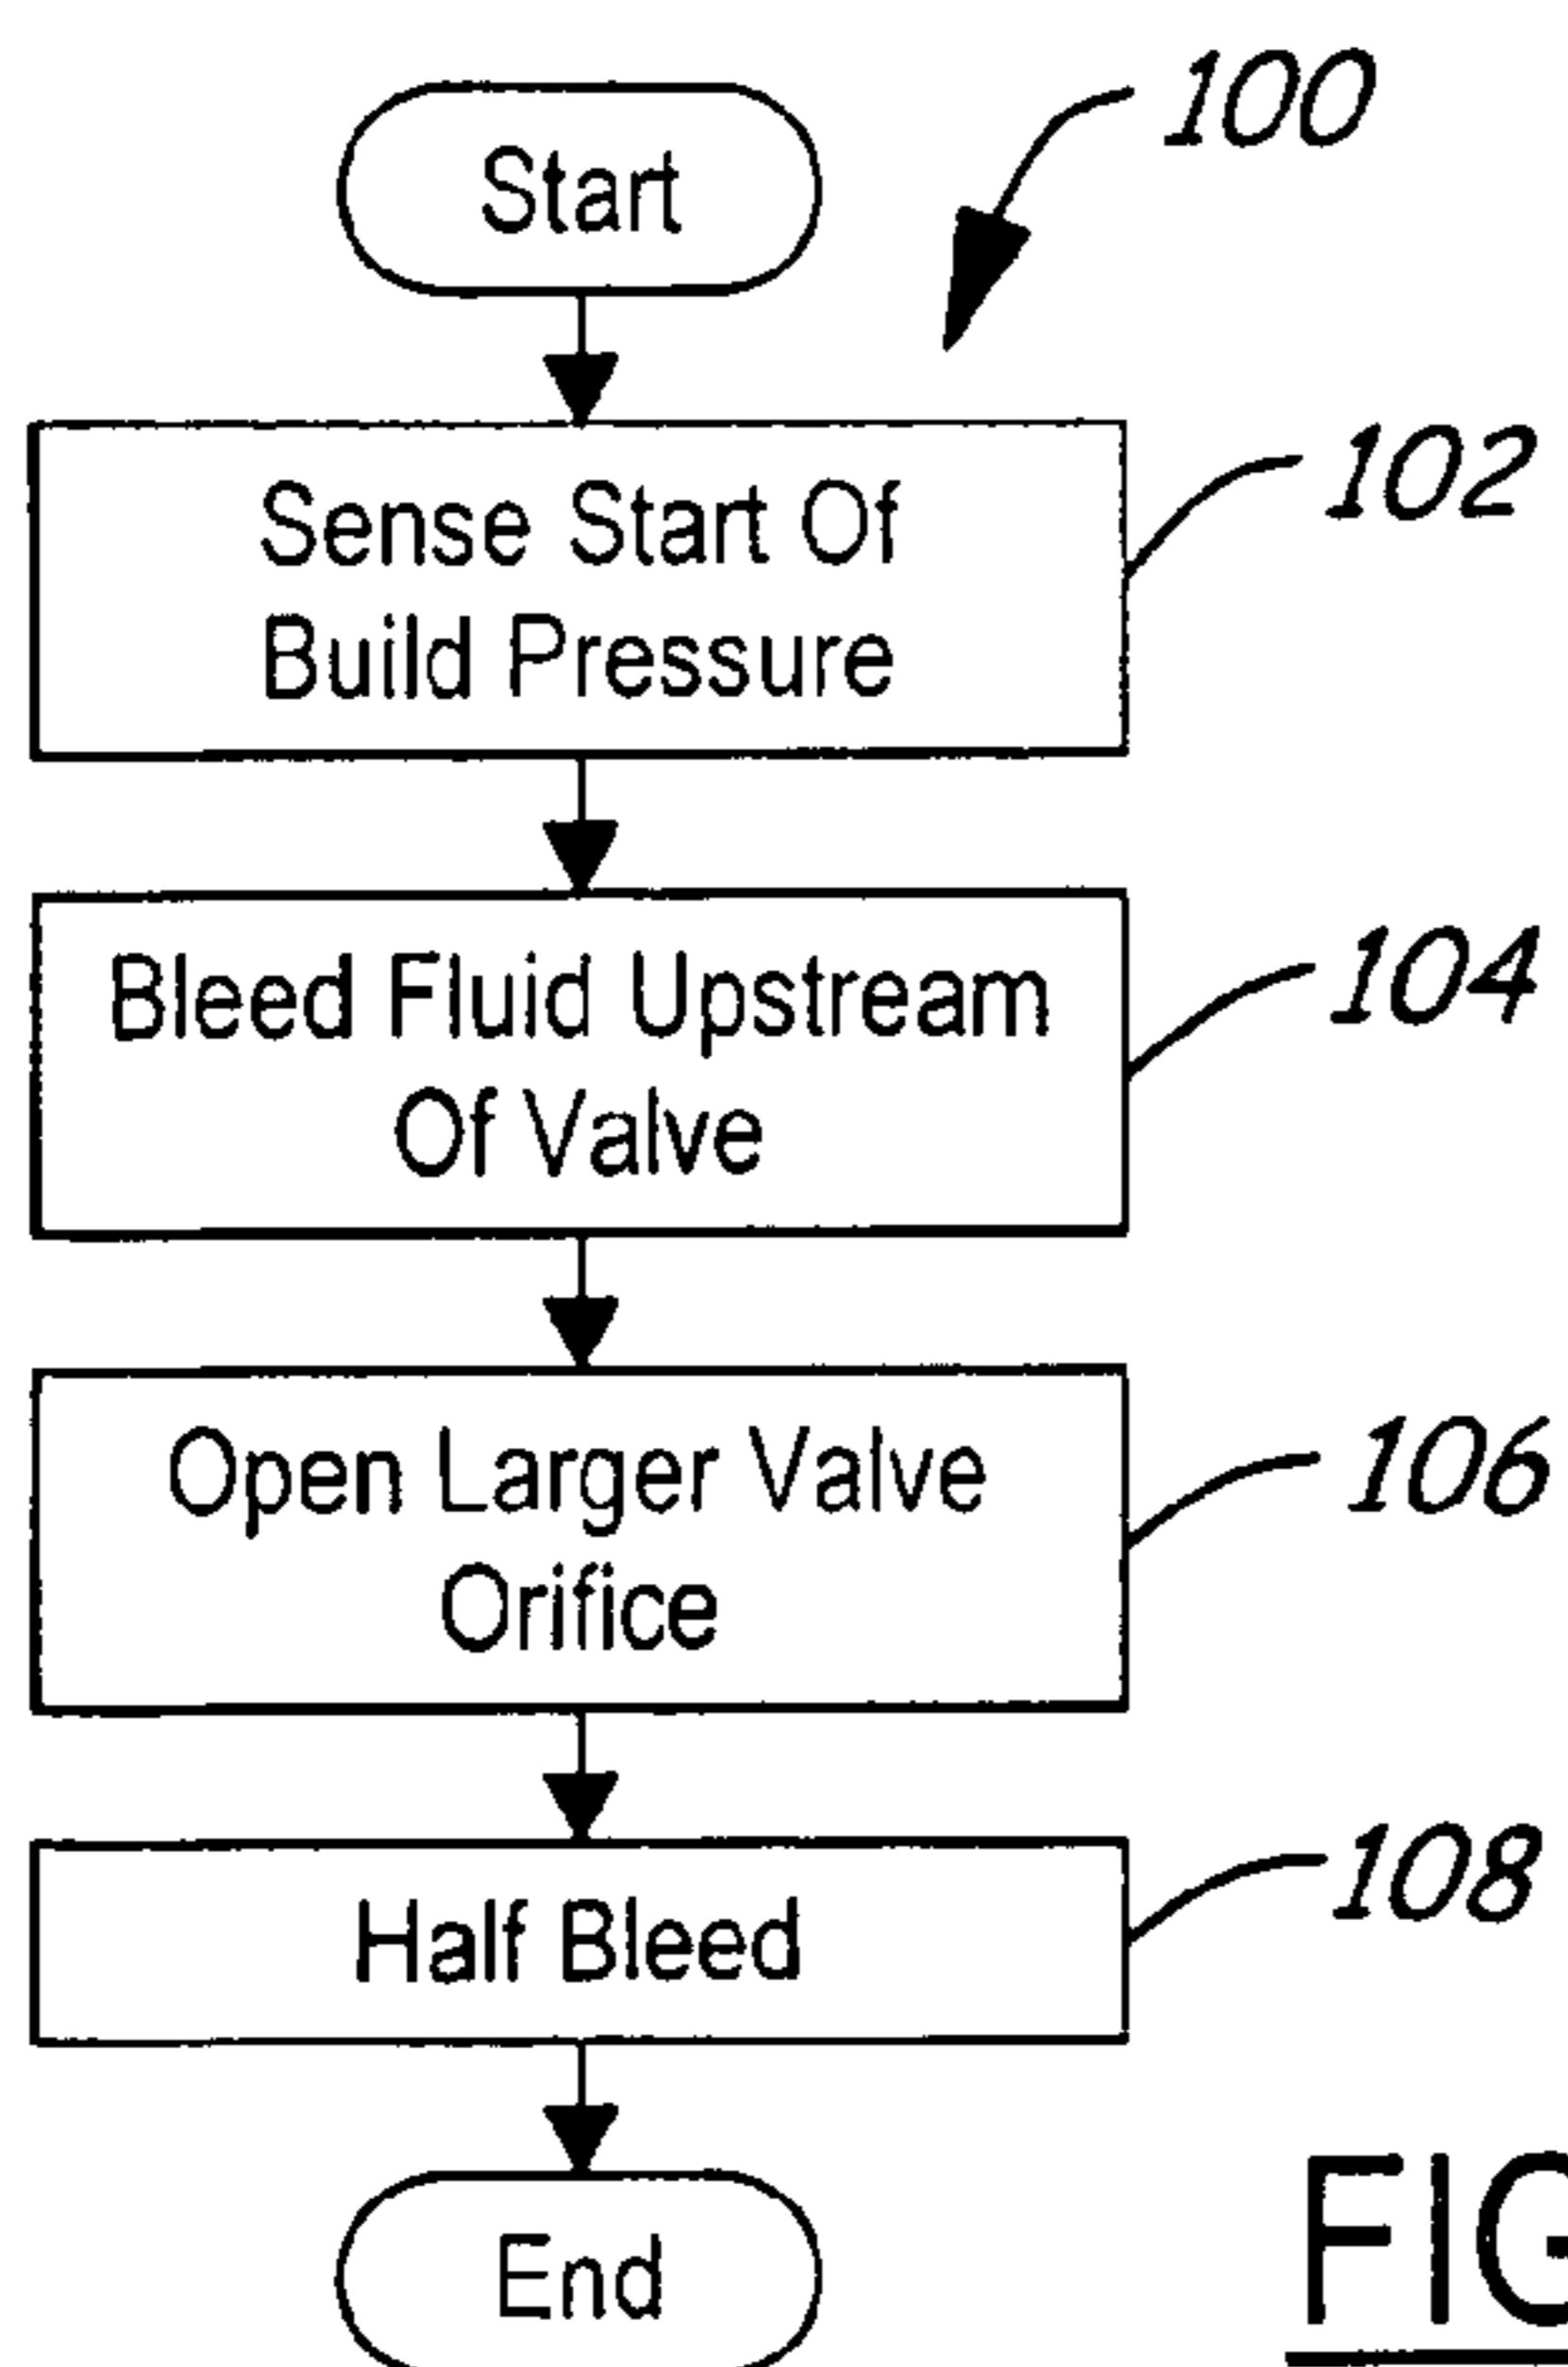 Start
100
Sense Start Of
Build Pressure
102
Bleed Fluid Upstream
Of Valve
104
Open Larger Valve
Orifice
106
Half Bleed
108
End
FIG